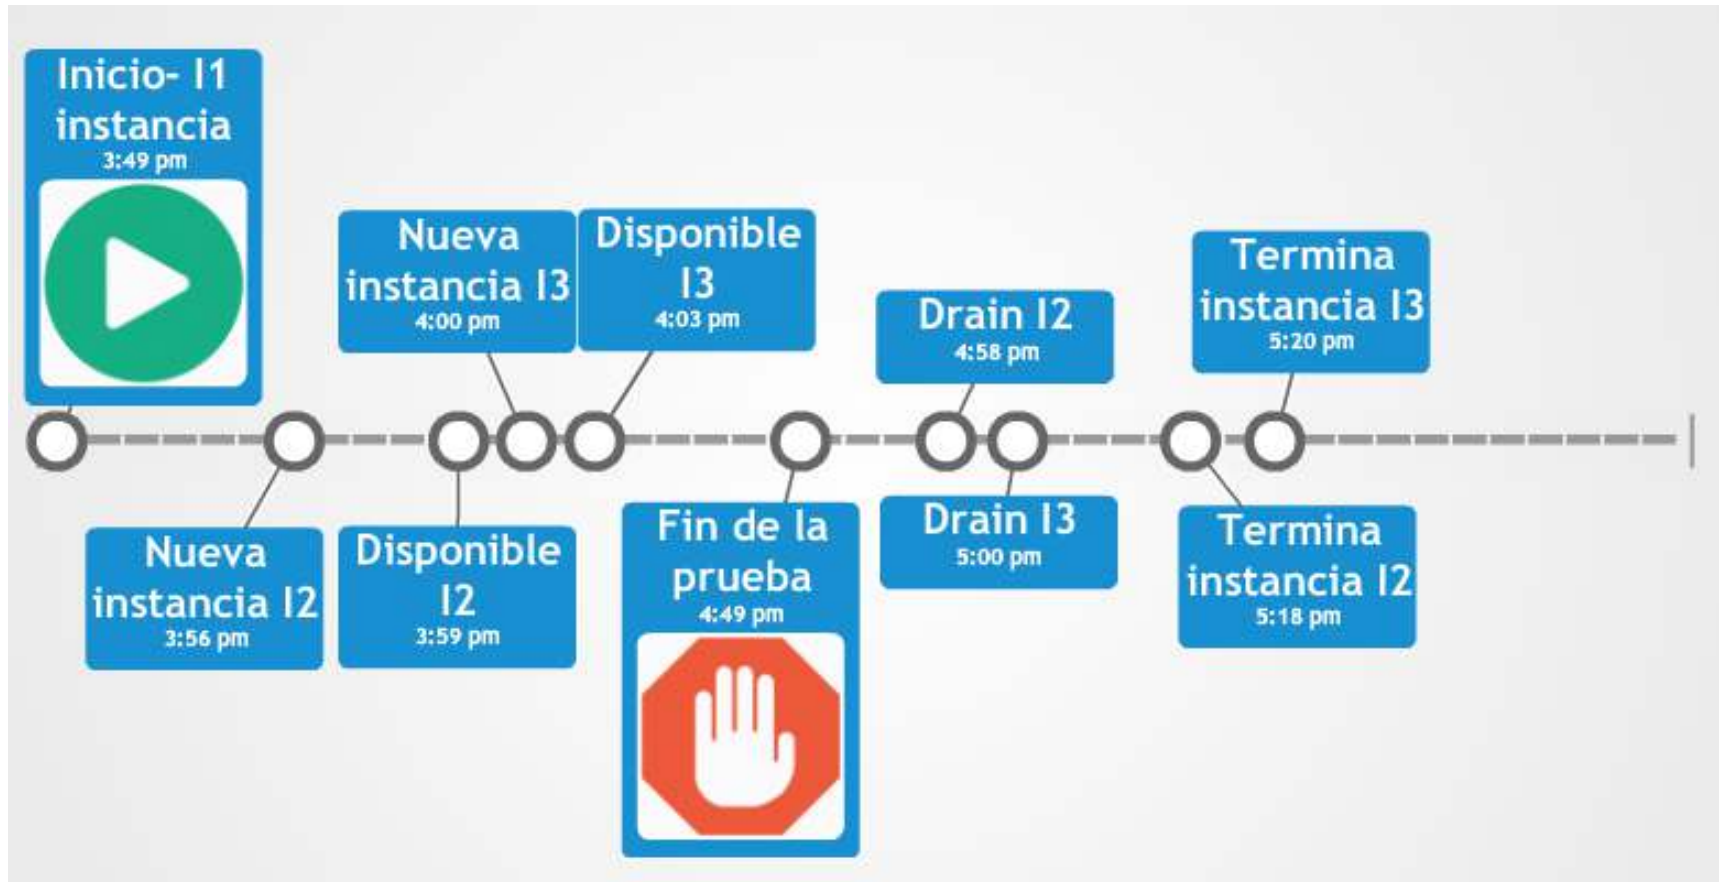 Inicio- I1
instancia
3:49 pm
Nueva
instancia I2
3:56 pm
Disponible
I2
3:59 pm
Nueva
instancia I3
4:00 pm
Disponible
I3
4:03 pm
Fin de la
prueba
4:49 pm
Drain I2
4:58 pm
Drain I3
5:00 pm
Termina
instancia I2
5:18 pm
Termina
instancia I3
5:20 pm